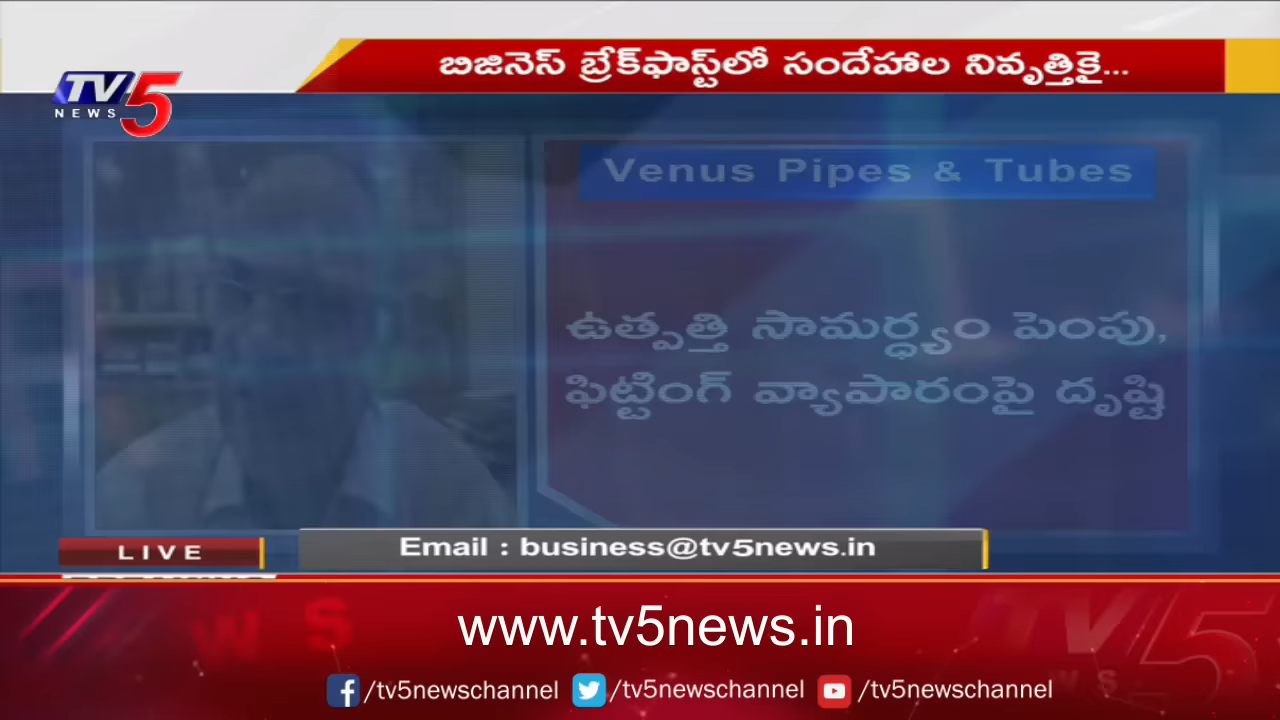 బిజినెస్ బ్రేక్‌ఫాస్ట్‌లో సందేహాల నివృత్తికై...
TV5
NEWS
Venus Pipes & Tubes
ఉత్పత్తి సామర్ధ్యం పెంపు,
ఫిట్టింగ్ వ్యాపారంపై దృష్టి
LIVE
Email : business@tv5news.in
www.tv5news.in
/tv5newschannel /tv5newschannel /tv5newschannel